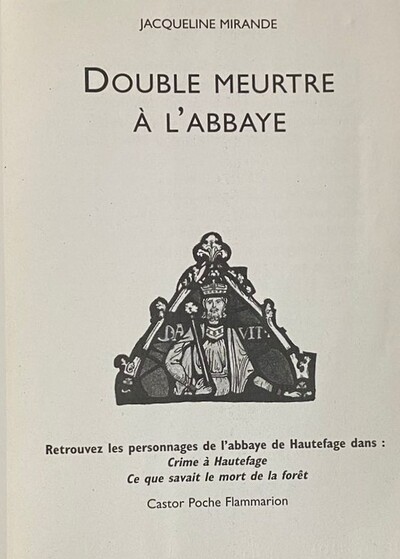 JACQUELINE MIRANDE
DOUBLE MEURTRE
À L'ABBAYE
DA VII
Retrouvez les personnages de l'abbaye de Hautefage dans :
Crime à Hautefage
Ce que savait le mort de la forêt
Castor Poche Flammarion